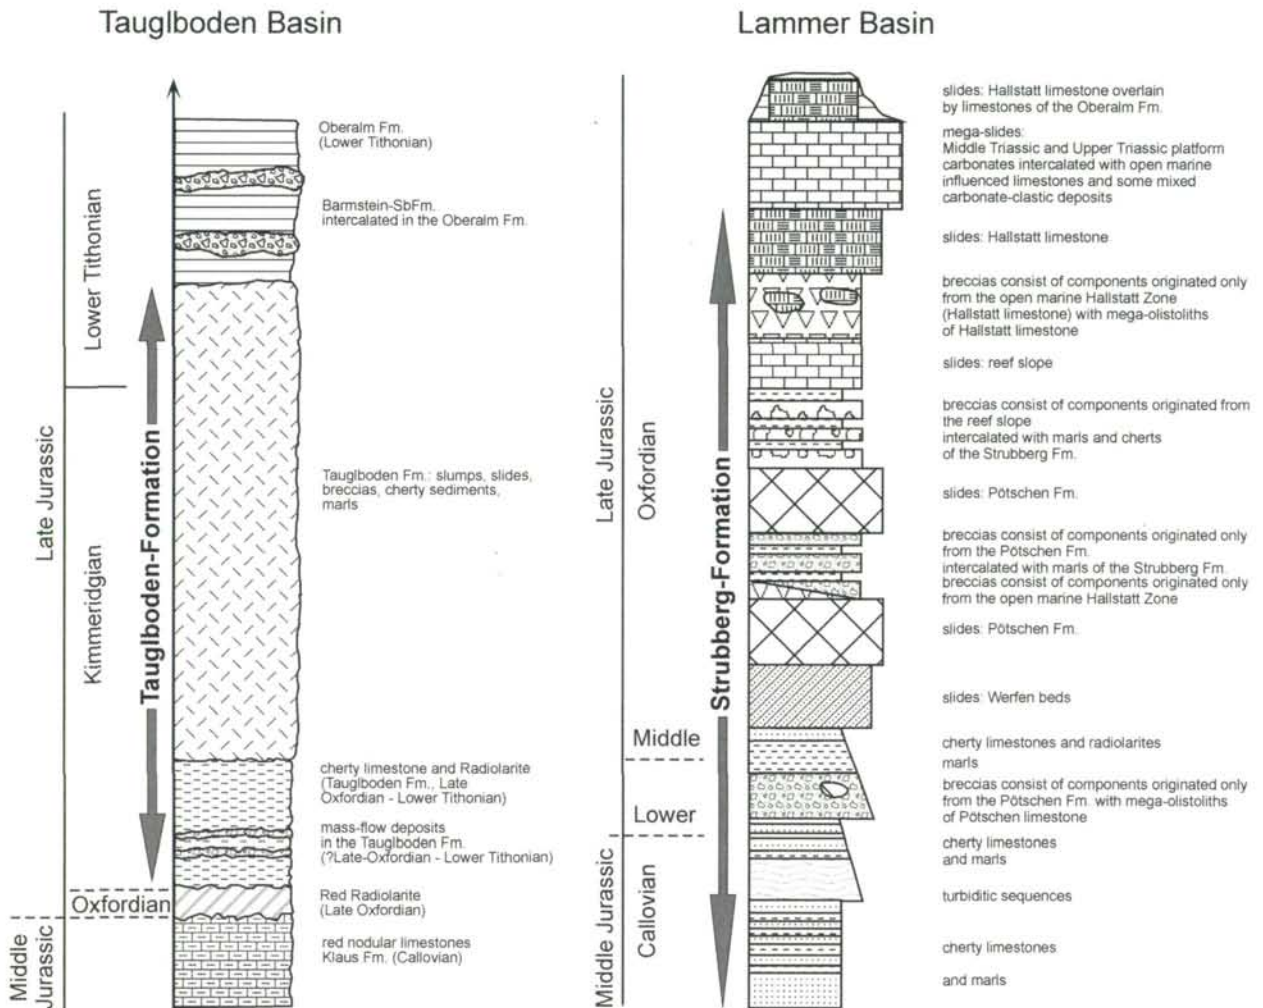 Tauglboden Basin
Late Jurassic
Middle
Jurassic
Lower Tithonian
Kimmeridgian
Oxfordian
Tauglboden-Formation
Oberalm Fm.
(Lower Tithonian)
Barmstein-SbFm.
intercalated in the Oberalm Fm.
Tauglboden Fm.: slumps, slides,
breccias, cherty sediments,
marls
cherty limestone and Radiolarite
(Tauglboden Fm., Late
Oxfordian - Lower Tithonian)
mass-flow deposits
in the Tauglboden Fm.
(?Late-Oxfordian - Lower Tithonian)
Red Radiolarite
(Late Oxfordian)
red nodular limestones
Klaus Fm. (Callovian)
Lammer Basin
Late Jurassic
Middle Jurassic
Oxfordian
Middle
Lower
Callovian
Strubberg-Formation
slides: Hallstatt limestone overlain
by limestones of the Oberalm Fm.
mega-slides:
Middle Triassic and Upper Triassic platform
carbonates intercalated with open marine
influenced limestones and some mixed
carbonate-clastic deposits
slides: Hallstatt limestone
breccias consist of components originated only
from the open marine Hallstatt Zone
(Hallstatt limestone) with mega-olistoliths
of Hallstatt limestone
slides: reef slope
breccias consist of components originated from
the reef slope
intercalated with marls and cherts
of the Strubberg Fm.
slides: Pötschen Fm.
breccias consist of components originated only
from the Pötschen Fm.
intercalated with marls of the Strubberg Fm.
breccias consist of components originated only
from the open marine Hallstatt Zone
slides: Pötschen Fm.
slides: Werfen beds
cherty limestones and radiolarites
marls
breccias consist of components originated only
from the Pötschen Fm. with mega-olistoliths
of Pötschen limestone
cherty limestones
and marls
turbiditic sequences
cherty limestones
and marls